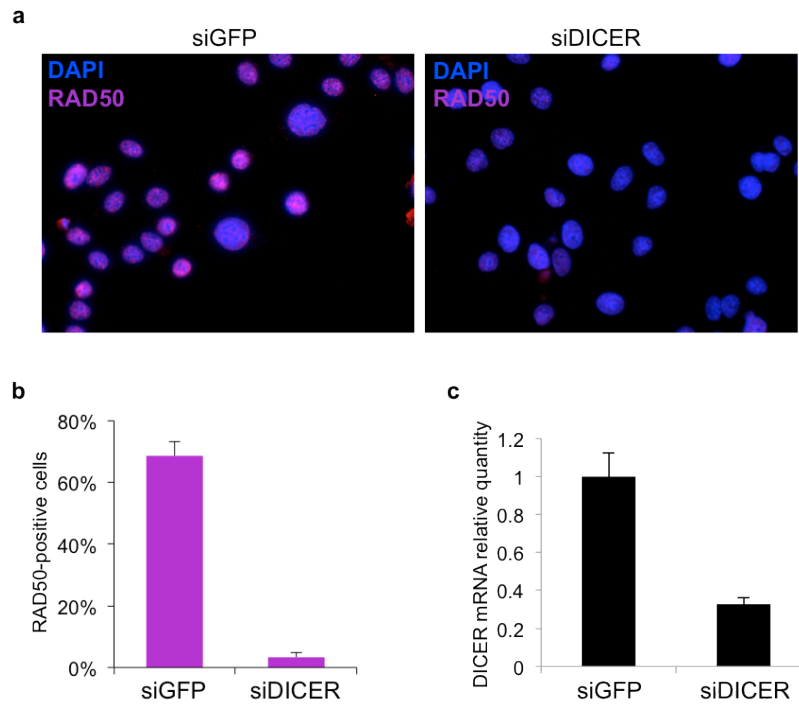 a
siGFP
siDICER
DAPI
RAD50
DAPI
RAD50
b
RAD50-positive cells
80%
60%
40%
20%
0%
siGFP
siDICER
c
DICER mRNA relative quantity
1.2
1
0.8
0.6
0.4
0.2
0
siGFP
siDICER